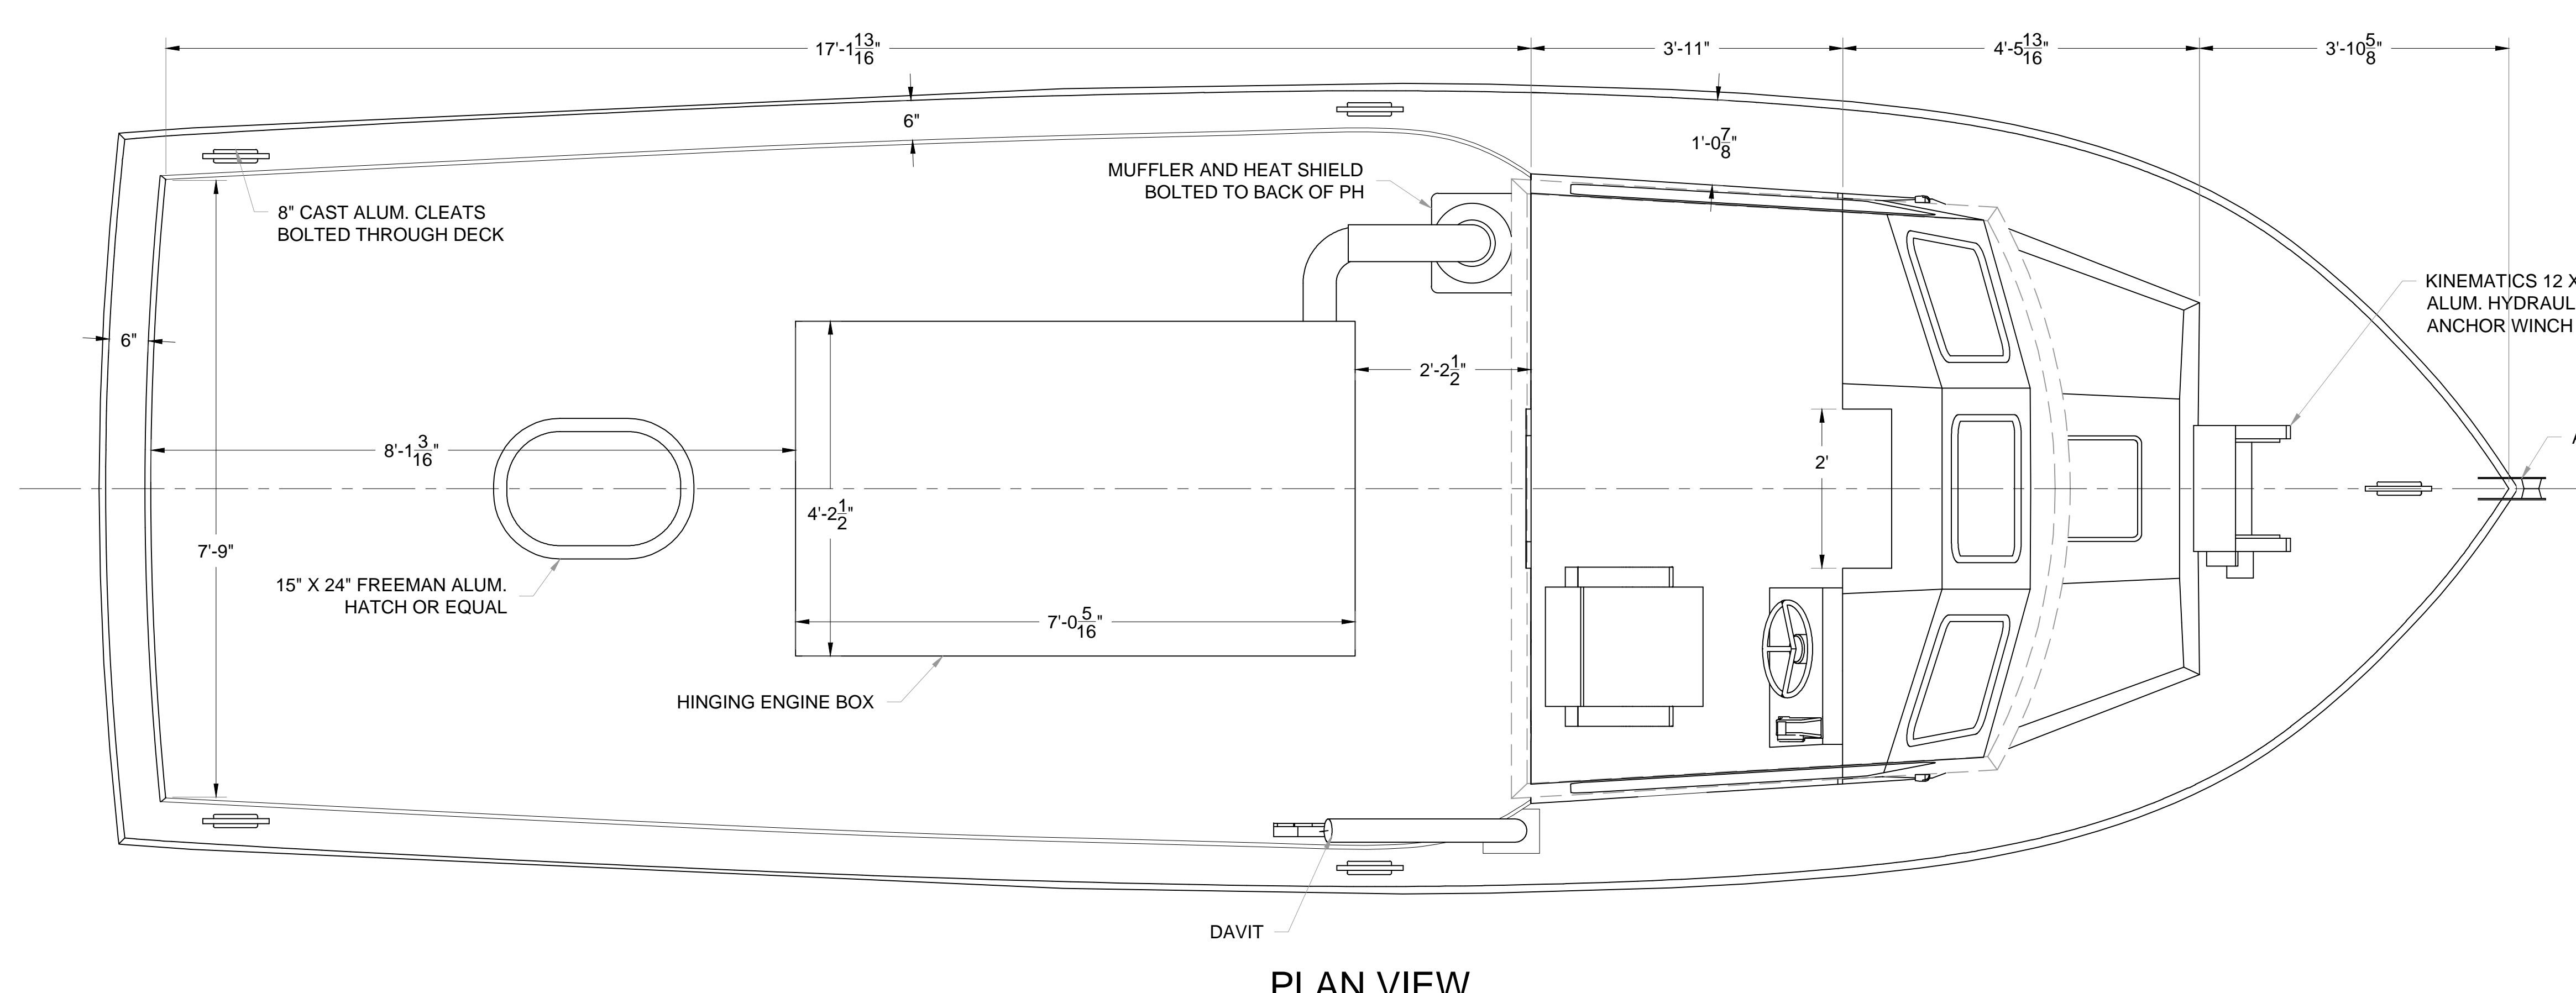 17'-1 13/16"
3'-11"
4'-5 13/16"
3'-10 5/8"
6"
1'-0 7/8"
MUFFLER AND HEAT SHIELD
BOLTED TO BACK OF PH
8" CAST ALUM. CLEATS
BOLTED THROUGH DECK
KINEMATICS 12 X
ALUM. HYDRAUL
ANCHOR WINCH
6"
2'-2 1/2"
8'-1 3/16"
2'
4'-2 1/2"
7'-9"
15" X 24" FREEMAN ALUM.
HATCH OR EQUAL
7'-0 5/16"
HINGING ENGINE BOX
DAVIT
PLAN VIEW